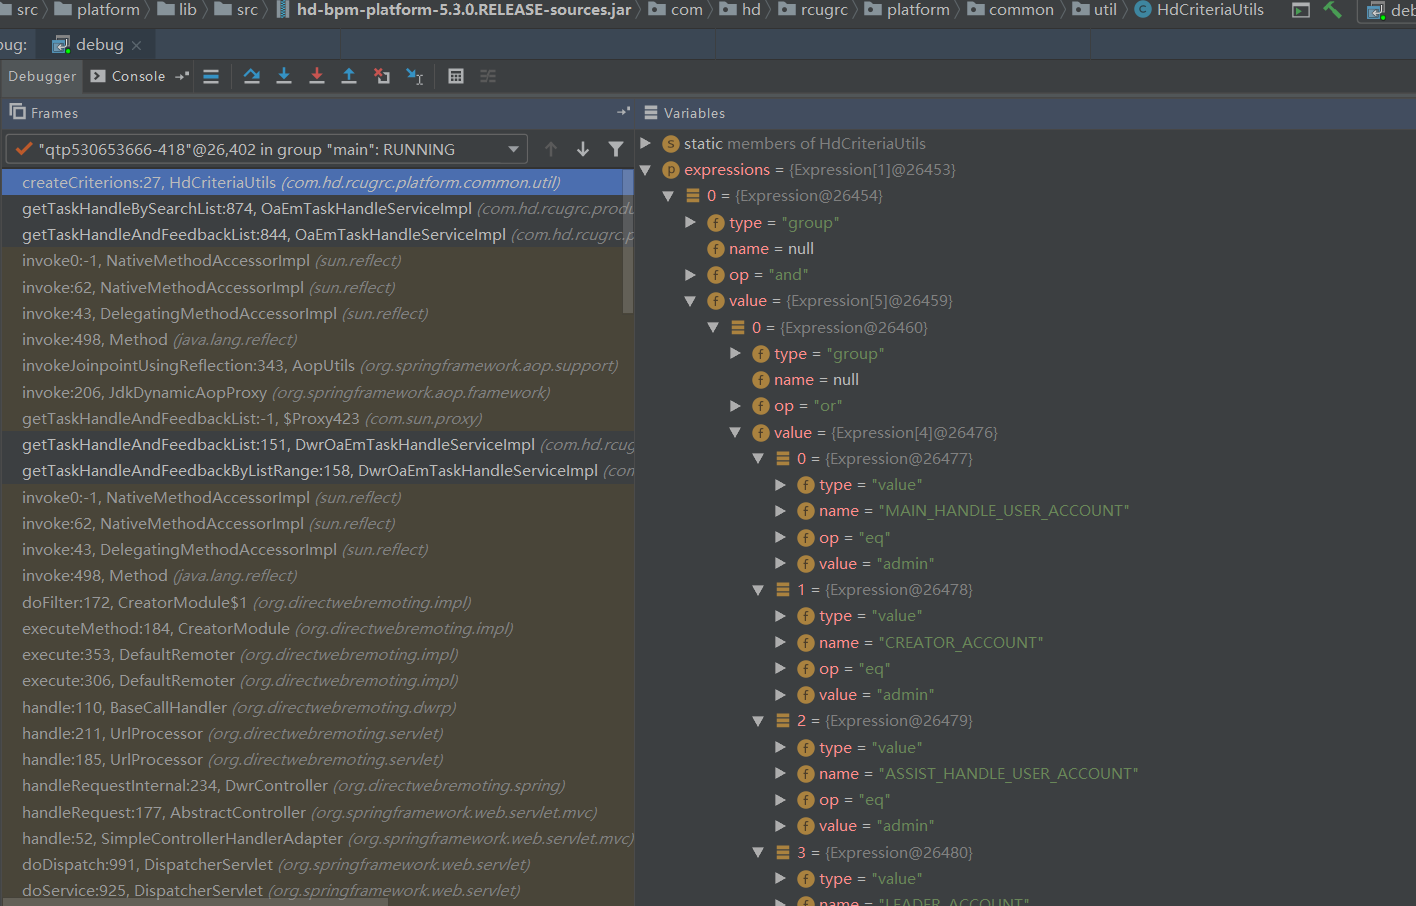 src platform lib src hd-bpm-platform-5.3.0.RELEASE-sources.jar com hd rcugrc platform common util HdCriteriaUtils deb
oug: debug
Debugger Console
Frames
"qtp530653666-418"@26,402 in group "main": RUNNING
createCriterions:27, HdCriteriaUtils (com.hd.rcugrc.platform.common.util)
getTaskHandleBySearchList:874, OaEmTaskHandleServiceImpl (com.hd.rcugrc.produ
getTaskHandleAndFeedbackList:844, OaEmTaskHandleServiceImpl (com.hd.rcugrc.p
invoke0:-1, NativeMethodAccessorImpl (sun.reflect)
invoke:62, NativeMethodAccessorImpl (sun.reflect)
invoke:43, DelegatingMethodAccessorImpl (sun.reflect)
invoke:498, Method (java.lang.reflect)
invokeJoinpointUsingReflection:343, AopUtils (org.springframework.aop.support)
invoke:206, JdkDynamicAopProxy (org.springframework.aop.framework)
getTaskHandleAndFeedbackList:-1, $Proxy423 (com.sun.proxy)
getTaskHandleAndFeedbackList:151, DwrOaEmTaskHandleServiceImpl (com.hd.rcug
getTaskHandleAndFeedbackByListRange:158, DwrOaEmTaskHandleServiceImpl (com
invoke0:-1, NativeMethodAccessorImpl (sun.reflect)
invoke:62, NativeMethodAccessorImpl (sun.reflect)
invoke:43, DelegatingMethodAccessorImpl (sun.reflect)
invoke:498, Method (java.lang.reflect)
doFilter:172, CreatorModule$1 (org.directwebremoting.impl)
executeMethod:184, CreatorModule (org.directwebremoting.impl)
execute:353, DefaultRemoter (org.directwebremoting.impl)
execute:306, DefaultRemoter (org.directwebremoting.impl)
handle:110, BaseCallHandler (org.directwebremoting.dwrp)
handle:211, UrlProcessor (org.directwebremoting.servlet)
handle:185, UrlProcessor (org.directwebremoting.servlet)
handleRequestInternal:234, DwrController (org.directwebremoting.spring)
handleRequest:177, AbstractController (org.springframework.web.servlet.mvc)
handle:52, SimpleControllerHandlerAdapter (org.springframework.web.servlet.mvc)
doDispatch:991, DispatcherServlet (org.springframework.web.servlet)
doService:925, DispatcherServlet (org.springframework.web.servlet)
Variables
static members of HdCriteriaUtils
expressions = {Expression[1]@26453}
0 = {Expression@26454}
type = "group"
name = null
op = "and"
value = {Expression[5]@26459}
0 = {Expression@26460}
type = "group"
name = null
op = "or"
value = {Expression[4]@26476}
0 = {Expression@26477}
type = "value"
name = "MAIN_HANDLE_USER_ACCOUNT"
op = "eq"
value = "admin"
1 = {Expression@26478}
type = "value"
name = "CREATOR_ACCOUNT"
op = "eq"
value = "admin"
2 = {Expression@26479}
type = "value"
name = "ASSIST_HANDLE_USER_ACCOUNT"
op = "eq"
value = "admin"
3 = {Expression@26480}
type = "value"
name = "LEADER_ACCOUNT"